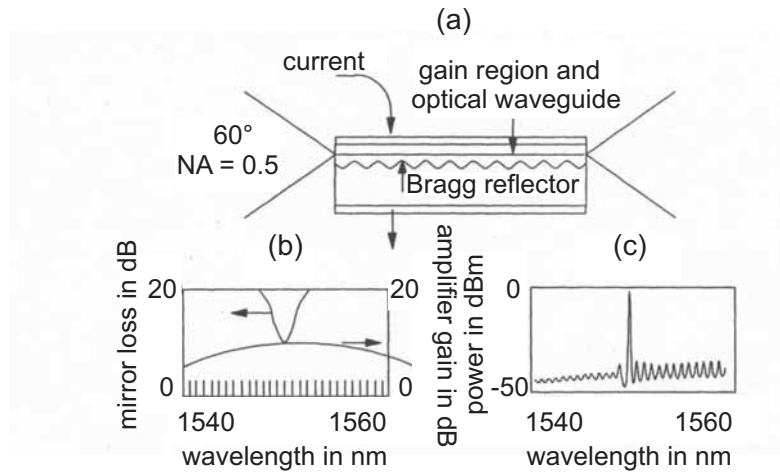 (a)
current
gain region and
optical waveguide
60°
NA = 0.5
Bragg reflector
(b)
mirror loss in dB
20
0
20
0
amplifier gain in dB
1540
1560
wavelength in nm
(c)
power in dBm
0
-50
1540
1560
wavelength in nm